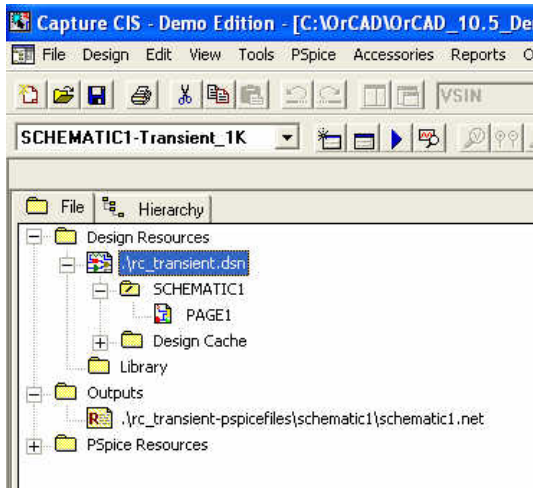 Capture CIS - Demo Edition - [C:\OrCAD\OrCAD_10.5_De
File Design Edit View Tools PSpice Accessories Reports O
VSIN
SCHEMATIC1-Transient_1K
File Hierarchy
Design Resources
.\rc_transient.dsn
SCHEMATIC1
PAGE1
Design Cache
Library
Outputs
.\rc_transient-pspicefiles\schematic1\schematic1.net
PSpice Resources